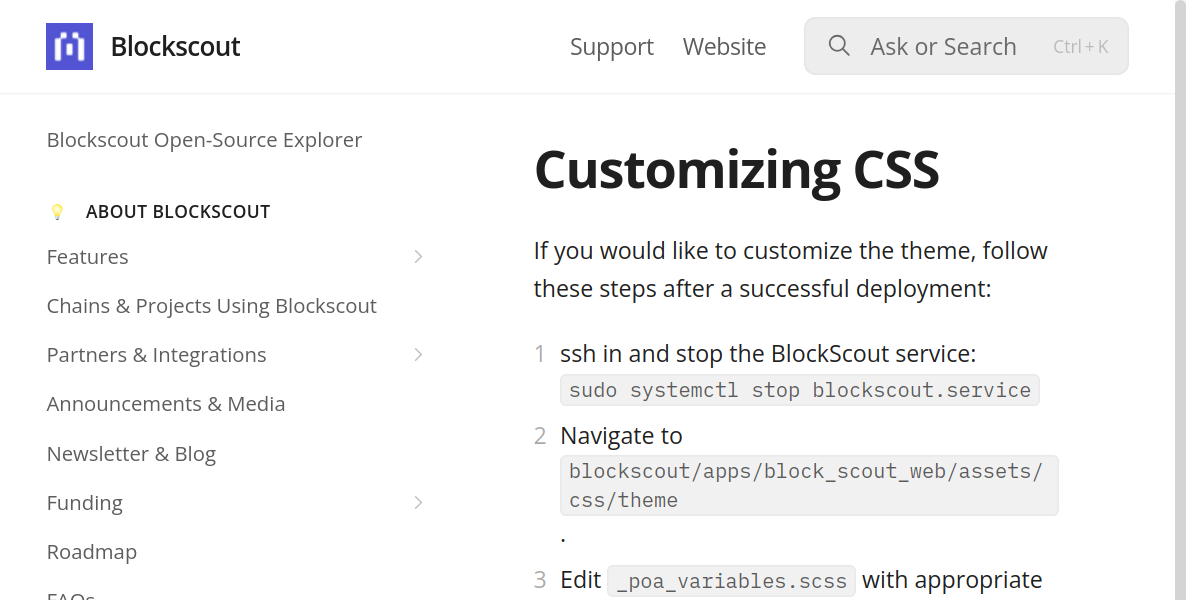 Blockscout
Support
Website
Ask or Search
Ctrl + K
Blockscout Open-Source Explorer
ABOUT BLOCKSCOUT
Features
Chains & Projects Using Blockscout
Partners & Integrations
Announcements & Media
Newsletter & Blog
Funding
Roadmap
FAQs
Customizing CSS
If you would like to customize the theme, follow
these steps after a successful deployment:
1 ssh in and stop the BlockScout service:
sudo systemctl stop blockscout.service
2 Navigate to
blockscout/apps/block_scout_web/assets/
css/theme
.
3 Edit _poa_variables.scss with appropriate